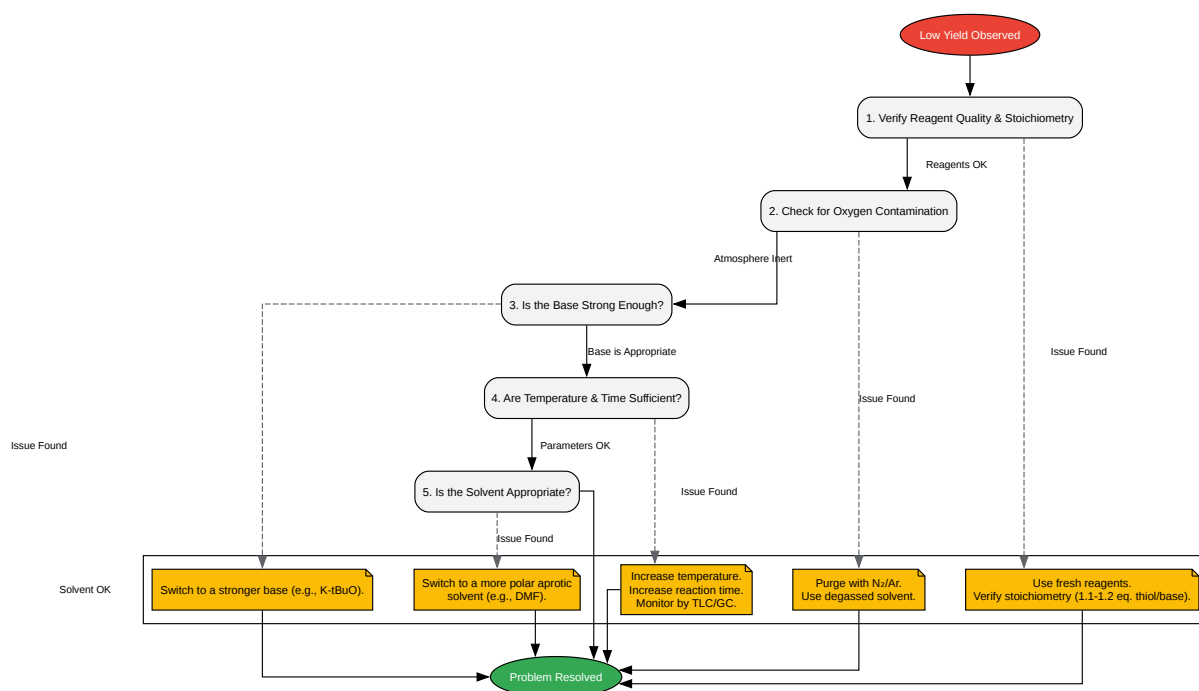 Low Yield Observed
1. Verify Reagent Quality & Stoichiometry
Reagents OK
2. Check for Oxygen Contamination
Atmosphere Inert
3. Is the Base Strong Enough?
Base is Appropriate
Issue Found
4. Are Temperature & Time Sufficient?
Issue Found
Issue Found
Parameters OK
5. Is the Solvent Appropriate?
Issue Found
Issue Found
Solvent OK
Switch to a stronger base (e.g., K-tBuO).
Switch to a more polar aprotic
solvent (e.g., DMF).
Increase temperature.
Increase reaction time.
Monitor by TLC/GC.
Purge with N₂/Ar.
Use degassed solvent.
Use fresh reagents.
Verify stoichiometry (1.1-1.2 eq. thiol/base).
Problem Resolved